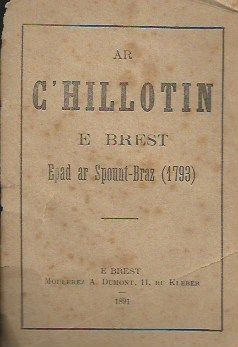 AR
C'HILLOTIN
E BREST
Epad ar Spount-Braz (1793)
E BREST
MOULEREZ A. DUMONT, 11, RU KLEBER
1891